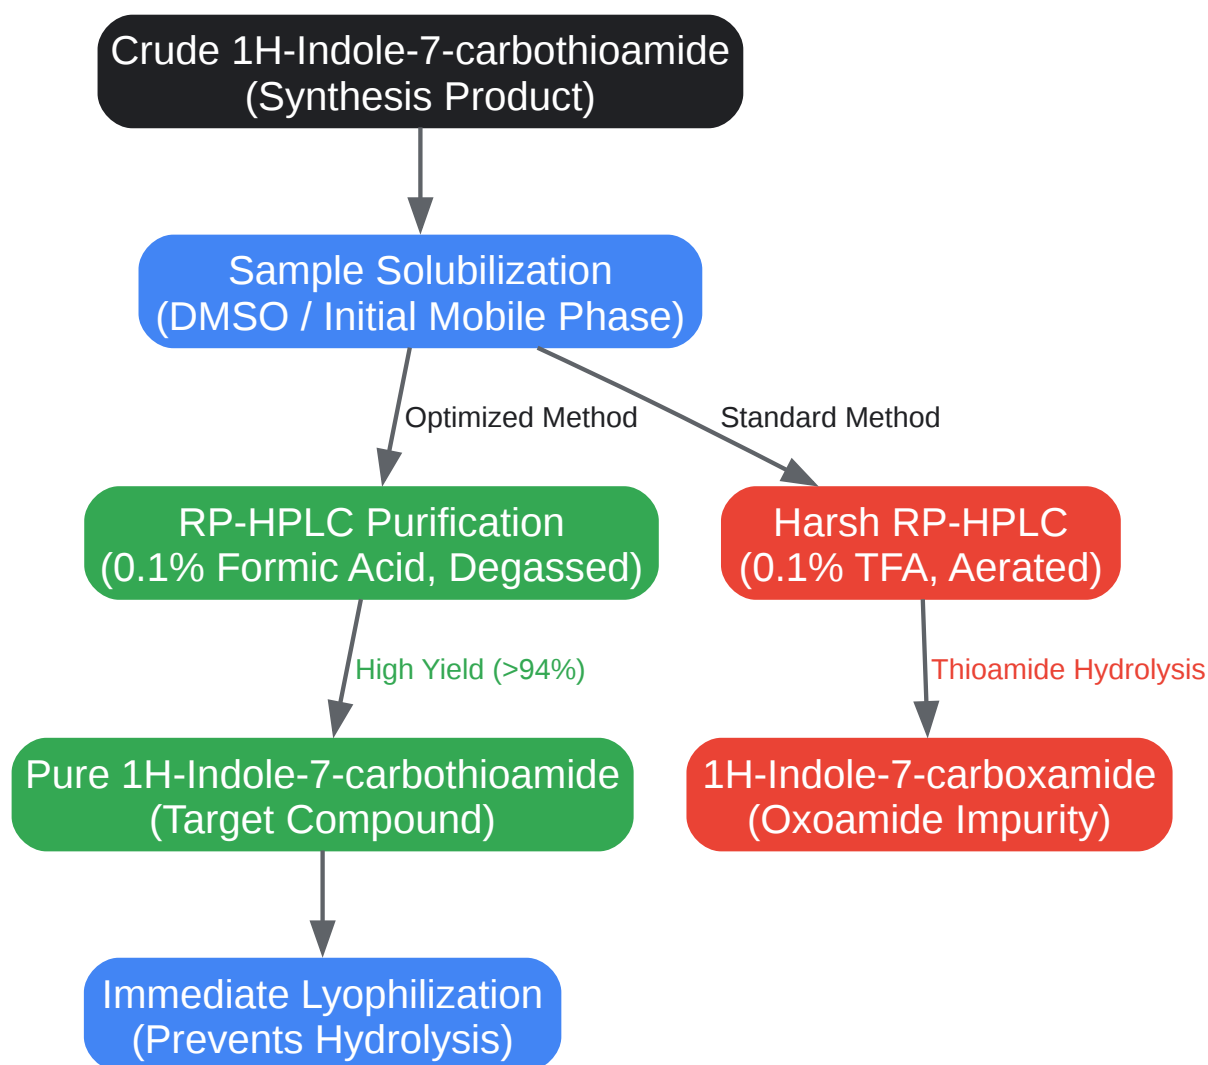 Crude 1H-Indole-7-carbothioamide
(Synthesis Product)
Sample Solubilization
(DMSO / Initial Mobile Phase)
Optimized Method
Standard Method
RP-HPLC Purification
(0.1% Formic Acid, Degassed)
Harsh RP-HPLC
(0.1% TFA, Aerated)
High Yield (>94%)
Thioamide Hydrolysis
Pure 1H-Indole-7-carbothioamide
(Target Compound)
1H-Indole-7-carboxamide
(Oxoamide Impurity)
Immediate Lyophilization
(Prevents Hydrolysis)